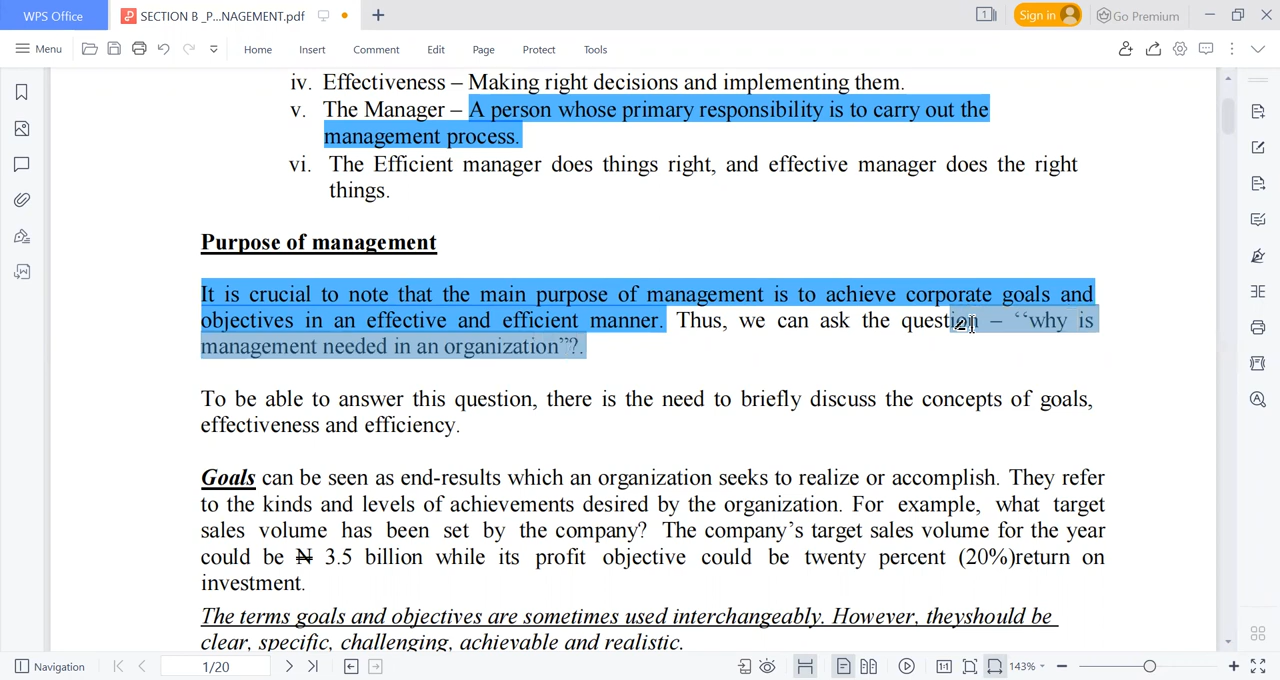 WPS Office
SECTION B _P...NAGEMENT.pdf
Sign in
Go Premium
Menu
Home
Insert
Comment
Edit
Page
Protect
Tools
iv. Effectiveness – Making right decisions and implementing them.
v. The Manager – A person whose primary responsibility is to carry out the
management process.
vi. The Efficient manager does things right, and effective manager does the right
things.
Purpose of management
It is crucial to note that the main purpose of management is to achieve corporate goals and
objectives in an effective and efficient manner. Thus, we can ask the question – ‘‘why is
management needed in an organization”?.
To be able to answer this question, there is the need to briefly discuss the concepts of goals,
effectiveness and efficiency.
Goals can be seen as end-results which an organization seeks to realize or accomplish. They refer
to the kinds and levels of achievements desired by the organization. For example, what target
sales volume has been set by the company? The company’s target sales volume for the year
could be N 3.5 billion while its profit objective could be twenty percent (20%)return on
investment.
The terms goals and objectives are sometimes used interchangeably. However, theyshould be
clear, specific, challenging, achievable and realistic.
Navigation
1/20
1:1
143%